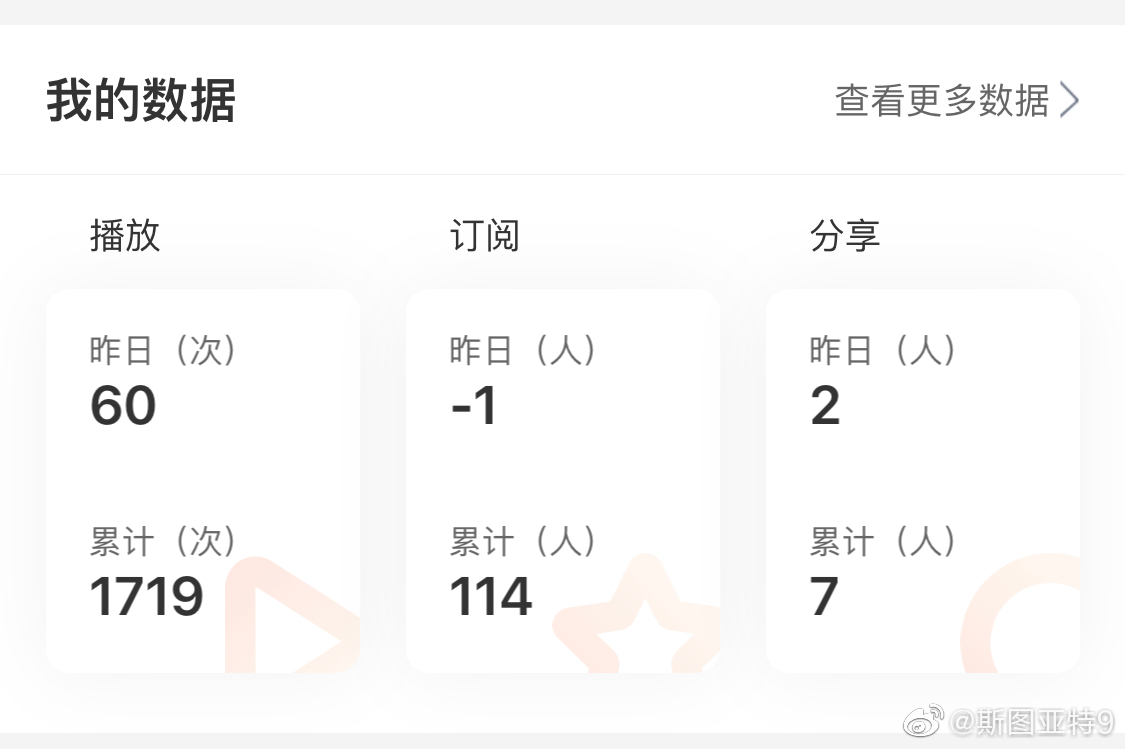 我的数据
查看更多数据
播放
订阅
分享
昨日（次）
60
昨日（人）
-1
昨日（人）
2
累计（次）
1719
累计（人）
114
累计（人）
7
@斯图亚特9